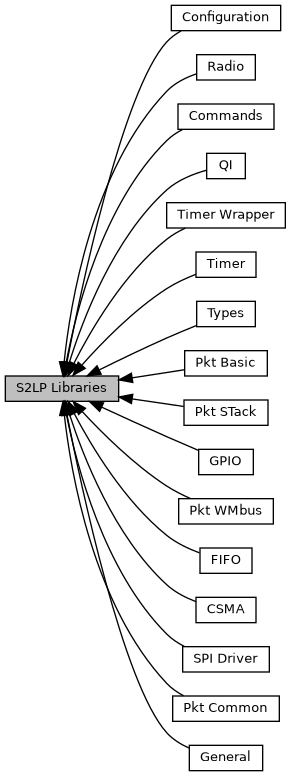 Configuration
Radio
Commands
QI
Timer Wrapper
Timer
Types
Pkt Basic
S2LP Libraries
Pkt STack
GPIO
Pkt WMbus
FIFO
CSMA
SPI Driver
Pkt Common
General